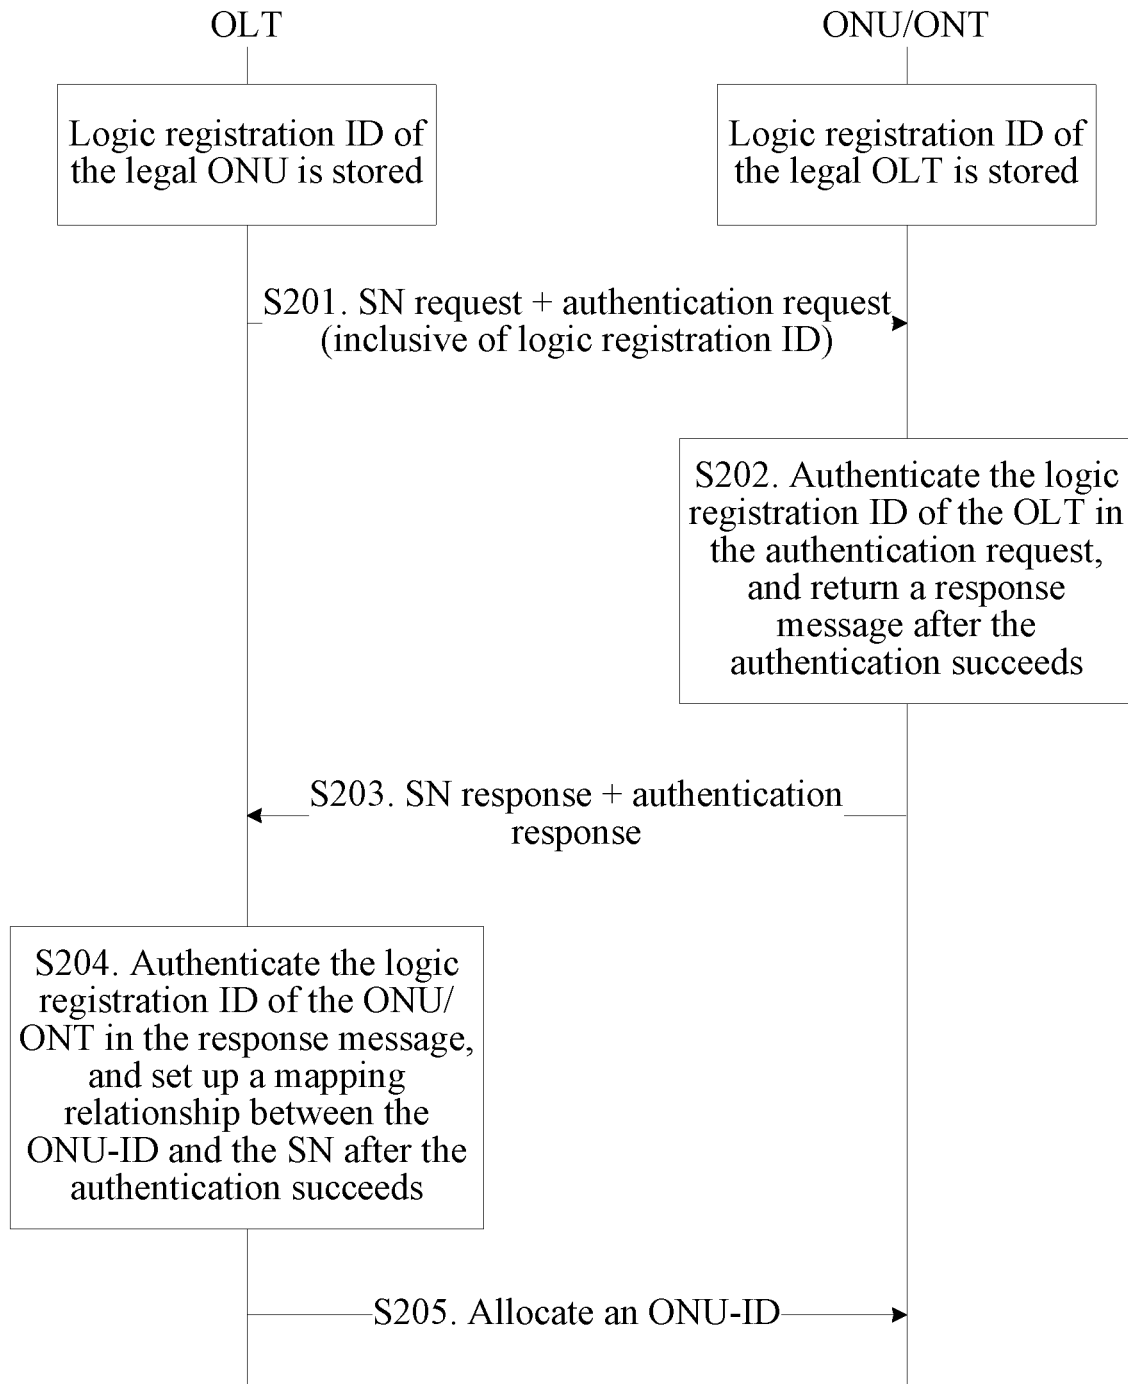 OLT
ONU/ONT
Logic registration ID of
the legal ONU is stored
Logic registration ID of
the legal OLT is stored
S201. SN request + authentication request
(inclusive of logic registration ID)
S202. Authenticate the logic
registration ID of the OLT in
the authentication request,
and return a response
message after the
authentication succeeds
S203. SN response + authentication
response
S204. Authenticate the logic
registration ID of the ONU/
ONT in the response message,
and set up a mapping
relationship between the
ONU-ID and the SN after the
authentication succeeds
S205. Allocate an ONU-ID